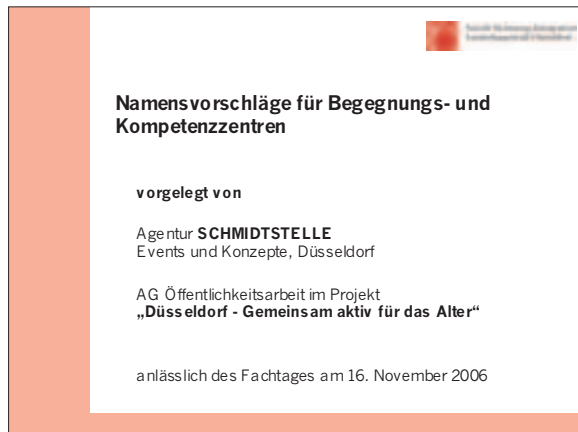 Namensvorschläge für Begegnungs- und
Kompetenzzentren
vorgelegt von
Agentur SCHMIDTSTELLE
Events und Konzepte, Düsseldorf
AG Öffentlichkeitsarbeit im Projekt
„Düsseldorf - Gemeinsam aktiv für das Alter“
anlässlich des Fachtages am 16. November 2006